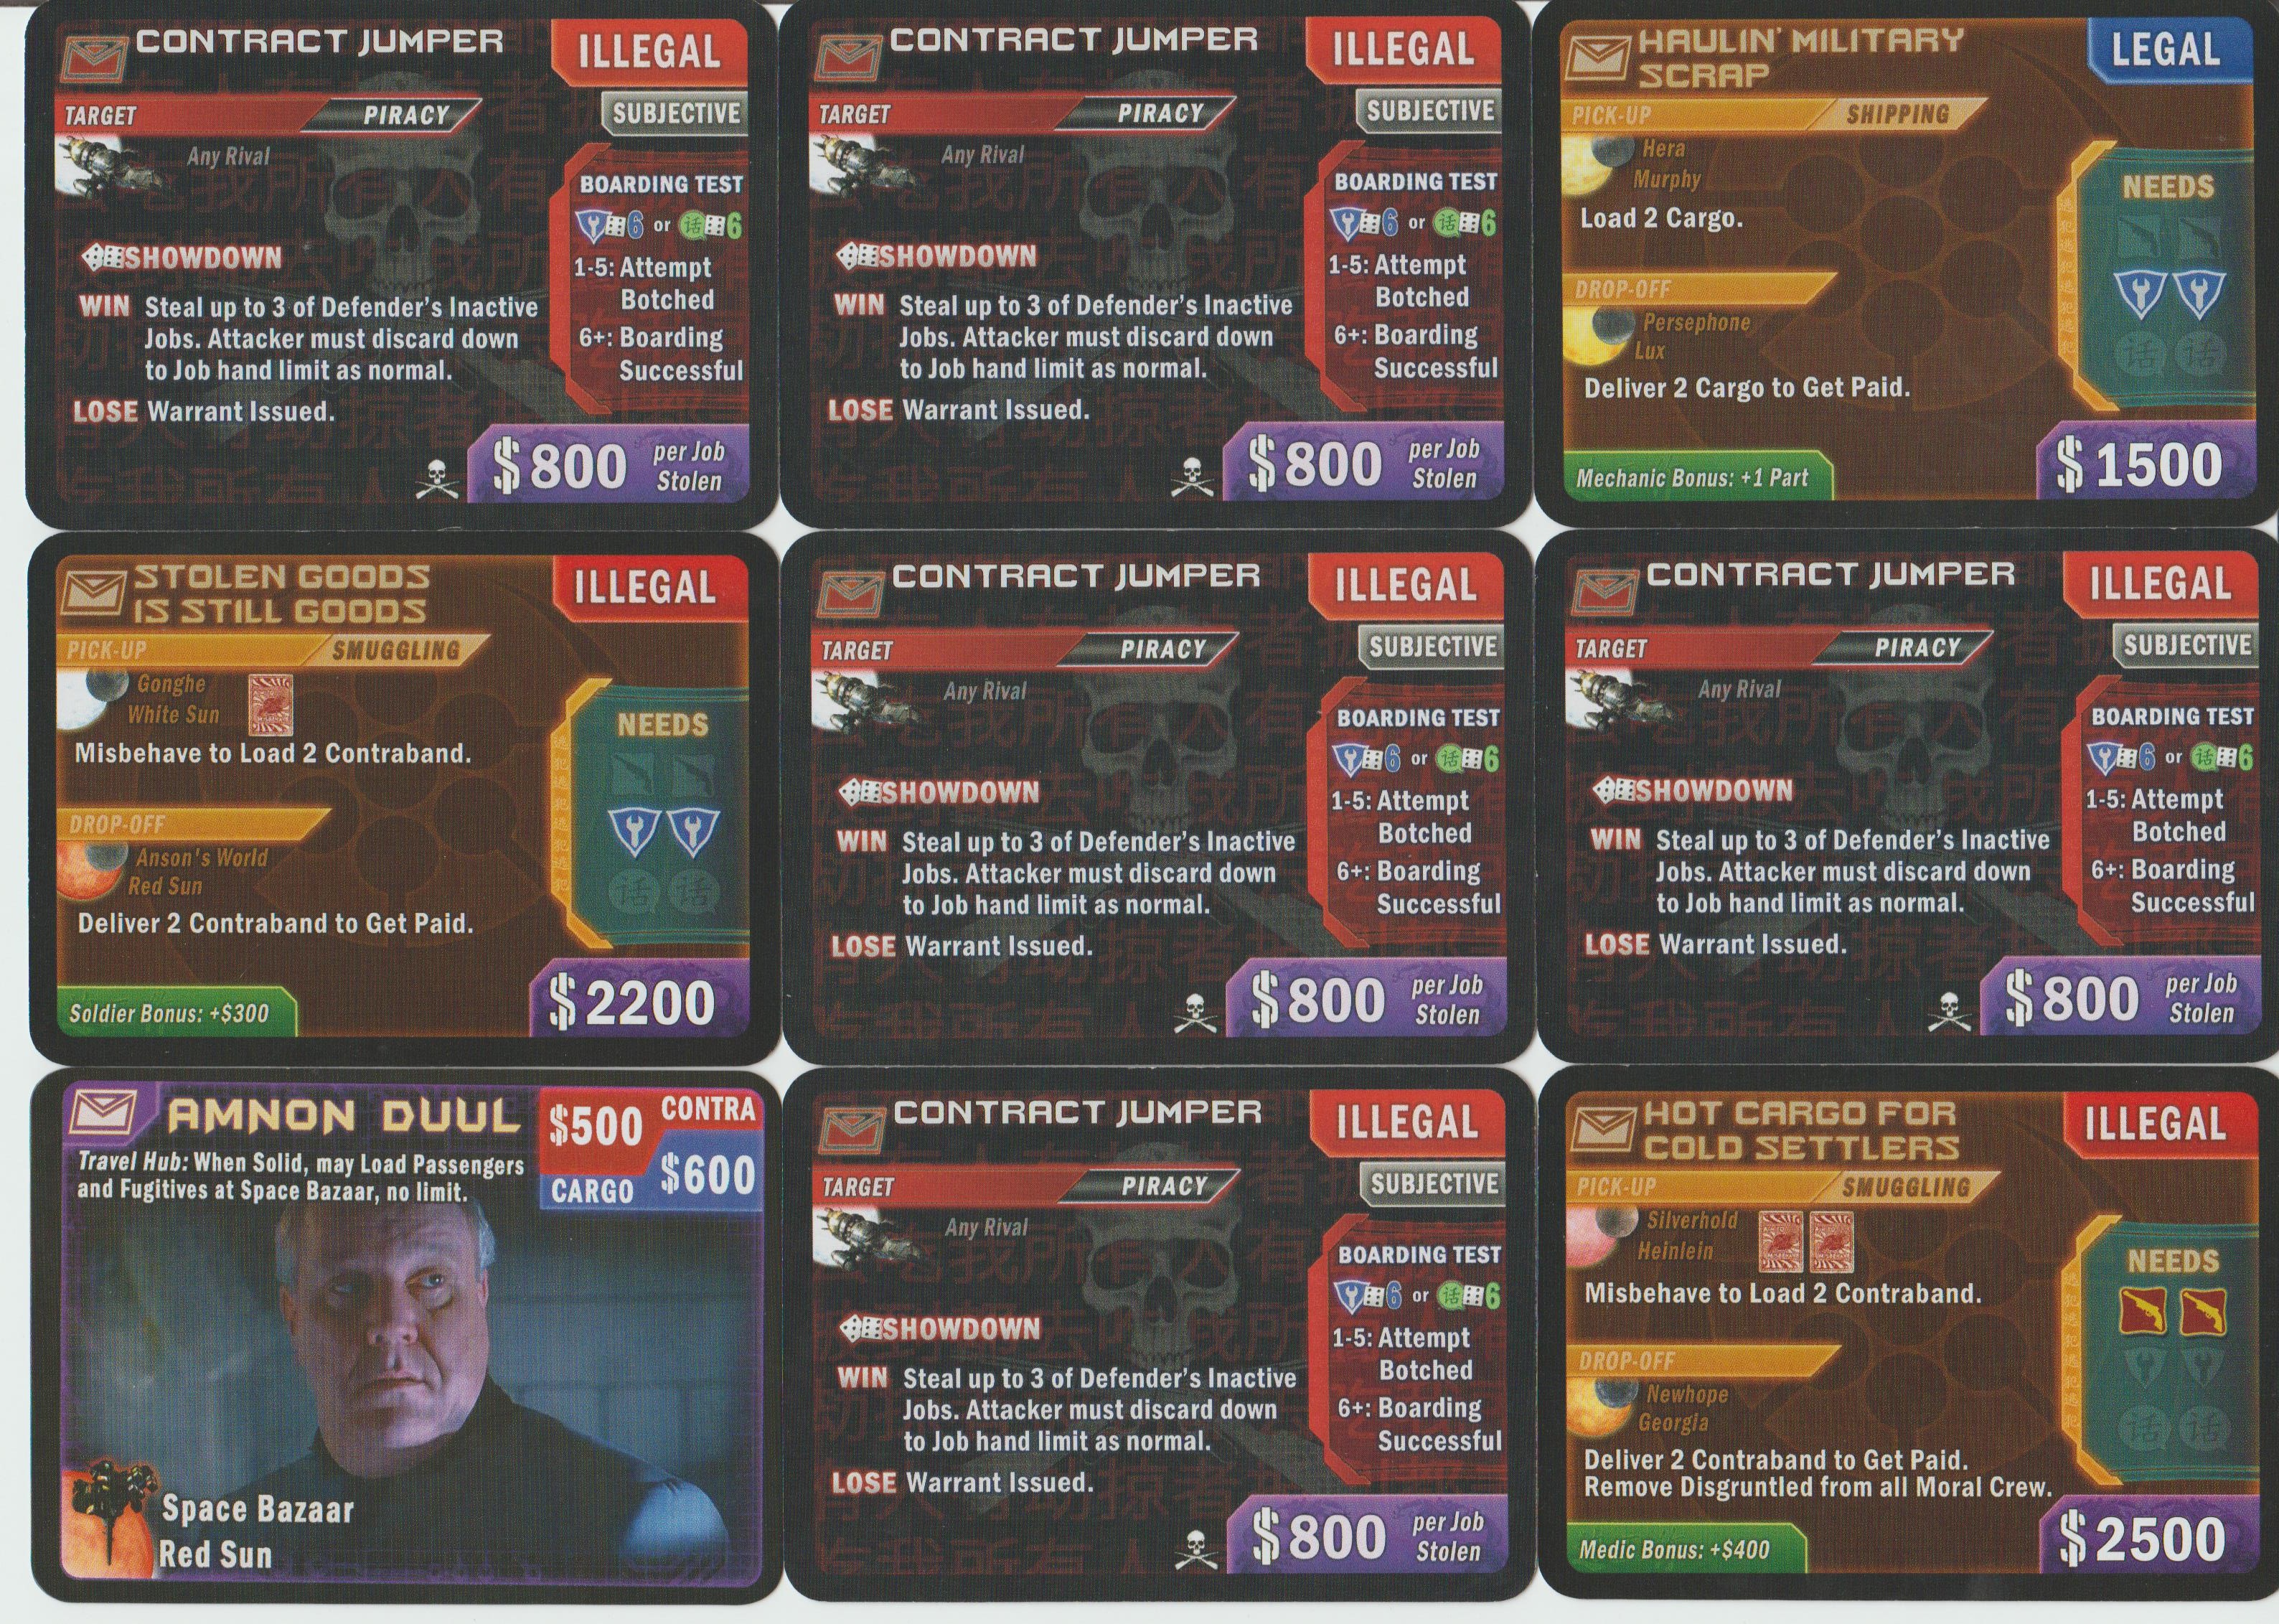 CONTRACT JUMPER
ILLEGAL
TARGET
PIRACY
SUBJECTIVE
Any Rival
BOARDING TEST
6 or 话 6
SHOWDOWN
1-5: Attempt
Botched
WIN Steal up to 3 of Defender's Inactive
Jobs. Attacker must discard down
to Job hand limit as normal.
6+: Boarding
Successful
LOSE Warrant Issued.
$800 per Job
Stolen
CONTRACT JUMPER
ILLEGAL
TARGET
PIRACY
SUBJECTIVE
Any Rival
BOARDING TEST
6 or 话 6
SHOWDOWN
1-5: Attempt
Botched
WIN Steal up to 3 of Defender's Inactive
Jobs. Attacker must discard down
to Job hand limit as normal.
6+: Boarding
Successful
LOSE Warrant Issued.
$800 per Job
Stolen
HAULIN' MILITARY
SCRAP
LEGAL
PICK-UP
SHIPPING
Hera
Murphy
Load 2 Cargo.
NEEDS
话 话
DROP-OFF
Persephone
Lux
Deliver 2 Cargo to Get Paid.
Mechanic Bonus: +1 Part
$1500
STOLEN GOODS
IS STILL GOODS
ILLEGAL
PICK-UP
SMUGGLING
Gonghe
White Sun
Misbehave to Load 2 Contraband.
NEEDS
话 话
DROP-OFF
Anson's World
Red Sun
Deliver 2 Contraband to Get Paid.
Soldier Bonus: +$300
$2200
CONTRACT JUMPER
ILLEGAL
TARGET
PIRACY
SUBJECTIVE
Any Rival
BOARDING TEST
6 or 话 6
SHOWDOWN
1-5: Attempt
Botched
WIN Steal up to 3 of Defender's Inactive
Jobs. Attacker must discard down
to Job hand limit as normal.
6+: Boarding
Successful
LOSE Warrant Issued.
$800 per Job
Stolen
CONTRACT JUMPER
ILLEGAL
TARGET
PIRACY
SUBJECTIVE
Any Rival
BOARDING TEST
6 or 话 6
SHOWDOWN
1-5: Attempt
Botched
WIN Steal up to 3 of Defender's Inactive
Jobs. Attacker must discard down
to Job hand limit as normal.
6+: Boarding
Successful
LOSE Warrant Issued.
$800 per Job
Stolen
AMNON DUUL
$500 CONTRA
CARGO $600
Travel Hub: When Solid, may Load Passengers
and Fugitives at Space Bazaar, no limit.
Space Bazaar
Red Sun
CONTRACT JUMPER
ILLEGAL
TARGET
PIRACY
SUBJECTIVE
Any Rival
BOARDING TEST
6 or 话 6
SHOWDOWN
1-5: Attempt
Botched
WIN Steal up to 3 of Defender's Inactive
Jobs. Attacker must discard down
to Job hand limit as normal.
6+: Boarding
Successful
LOSE Warrant Issued.
$800 per Job
Stolen
HOT CARGO FOR
COLD SETTLERS
ILLEGAL
PICK-UP
SMUGGLING
Silverhold
Heinlein
Misbehave to Load 2 Contraband.
NEEDS
话 话
DROP-OFF
Newhope
Georgia
Deliver 2 Contraband to Get Paid.
Remove Disgruntled from all Moral Crew.
Medic Bonus: +$400
$2500